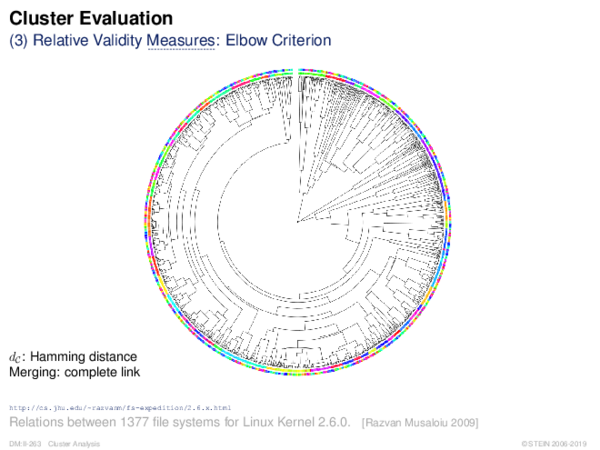 Cluster Evaluation
(3) Relative Validity Measures: Elbow Criterion
d_C: Hamming distance
Merging: complete link
http://cs.jhu.edu/~razvanm/fs-expedition/2.6.x.html
Relations between 1377 file systems for Linux Kernel 2.6.0. [Razvan Musaloiu 2009]
DM:II-263 Cluster Analysis
© STEIN 2006-2019